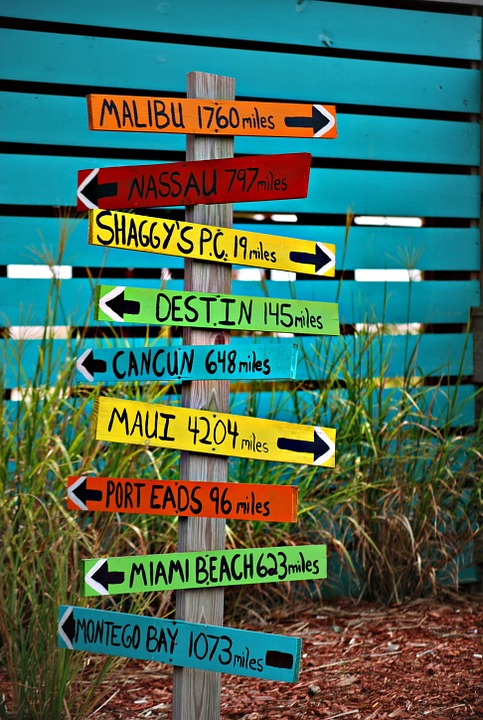 MALIBU 1760 miles
NASSAU 797 miles
SHAGGY'S P.C. 19 miles
DESTIN 145 miles
CANCUN 648 miles
MAUI 4204 miles
PORT EADS 96 miles
MIAMI BEACH 623 miles
MONTEGO BAY 1073 miles